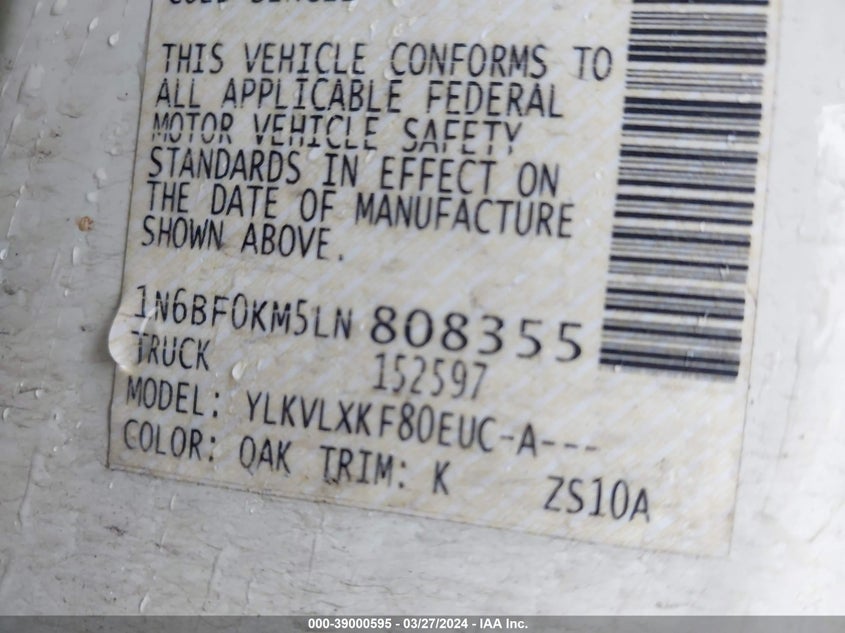 THIS VEHICLE CONFORMS TO
ALL APPLICABLE FEDERAL
MOTOR VEHICLE SAFETY
STANDARDS IN EFFECT ON
THE DATE OF MANUFACTURE
SHOWN ABOVE.
1N6BF0KM5LN 808355
TRUCK 152597
MODEL: YLKVLXKF80EUC-A---
COLOR: QAK TRIM: K ZS10A
000-39000595 - 03/27/2024 - IAA Inc.